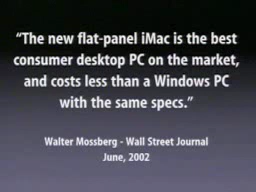 “The new flat-panel iMac is the best
consumer desktop PC on the market,
and costs less than a Windows PC
with the same specs.”
Walter Mossberg - Wall Street Journal
June, 2002